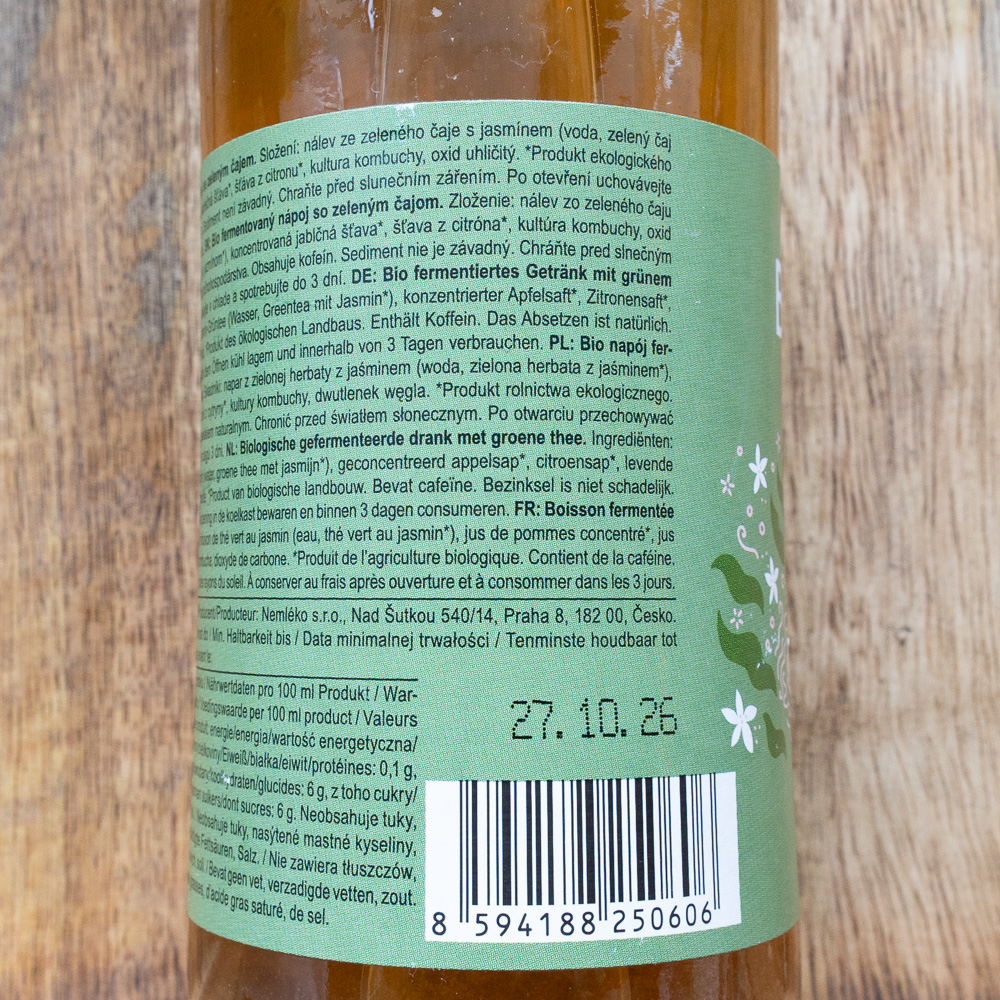 zeleným čajem. Složení: nálev ze zeleného čaje s jasmínem (voda, zelený čaj
šťáva*, šťáva z citronu*, kultura kombuchy, oxid uhličitý. *Produkt ekologického
není závadný. Chraňte před slunečním zářením. Po otevření uchovávejte
Bio fermentovaný nápoj so zeleným čajom. Zloženie: nálev zo zeleného čaju
koncentrovaná jablčná šťava*, šťava z citróna*, kultúra kombuchy, oxid
Obsahuje kofeín. Sediment nie je závadný. Chráňte pred slnečným
v chlade a spotrebujte do 3 dní. DE: Bio fermentiertes Getränk mit grünem
(Wasser, Greentea mit Jasmin*), konzentrierter Apfelsaft*, Zitronensaft*,
*Produkt des ökologischen Landbaus. Enthält Koffein. Das Absetzen ist natürlich.
Öffnen kühl lagern und innerhalb von 3 Tagen verbrauchen. PL: Bio napój fer-
napar z zielonej herbaty z jaśminem (woda, zielona herbata z jaśminem*),
kultury kombuchy, dwutlenek węgla. *Produkt rolnictwa ekologicznego.
naturalnym. Chronić przed światłem słonecznym. Po otwarciu przechowywać
3 dni. NL: Biologische gefermenteerde drank met groene thee. Ingrediënten:
groene thee met jasmijn*), geconcentreerd appelsap*, citroensap*, levende
*Product van biologische landbouw. Bevat cafeïne. Bezinksel is niet schadelijk.
in de koelkast bewaren en binnen 3 dagen consumeren. FR: Boisson fermentée
de thé vert au jasmin (eau, thé vert au jasmin*), jus de pommes concentré*, jus
dioxyde de carbone. *Produit de l'agriculture biologique. Contient de la caféine.
rayons du soleil. À conserver au frais après ouverture et à consommer dans les 3 jours.
Producteur: Nemléko s.r.o., Nad Šutkou 540/14, Praha 8, 182 00, Česko.
do / Min. Haltbarkeit bis / Data minimalnej trwałości / Tenminste houdbaar tot
/ Nährwertdaten pro 100 ml Produkt / War-
per 100 ml product / Valeurs
energie/energia/wartość energetyczna/
Eiweiß/białka/eiwit/protéines: 0,1 g,
glucides: 6 g, z toho cukry/
suikers/dont sucres: 6 g. Neobsahuje tuky,
Neobsahuje tuky, nasýtené mastné kyseliny,
Fettsäuren, Salz. / Nie zawiera tłuszczów,
Bevat geen vet, verzadigde vetten, zout.
d'acide gras saturé, de sel.
27. 10. 26
8 594188 250606